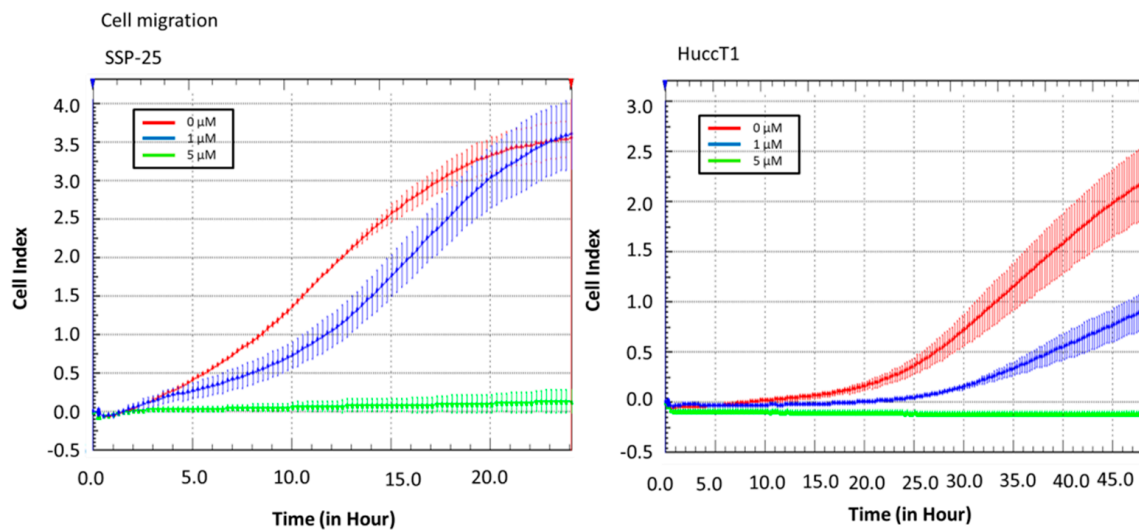 Cell migration
SSP-25
Cell Index
4.0
3.5
3.0
2.5
2.0
1.5
1.0
0.5
0.0
-0.5
0 μM
1 μM
5 μM
0.0 5.0 10.0 15.0 20.0
Time (in Hour)
HuccT1
Cell Index
3.0
2.5
2.0
1.5
1.0
0.5
0.0
-0.5
0 μM
1 μM
5 μM
0.0 5.0 10.0 15.0 20.0 25.0 30.0 35.0 40.0 45.0
Time (in Hour)